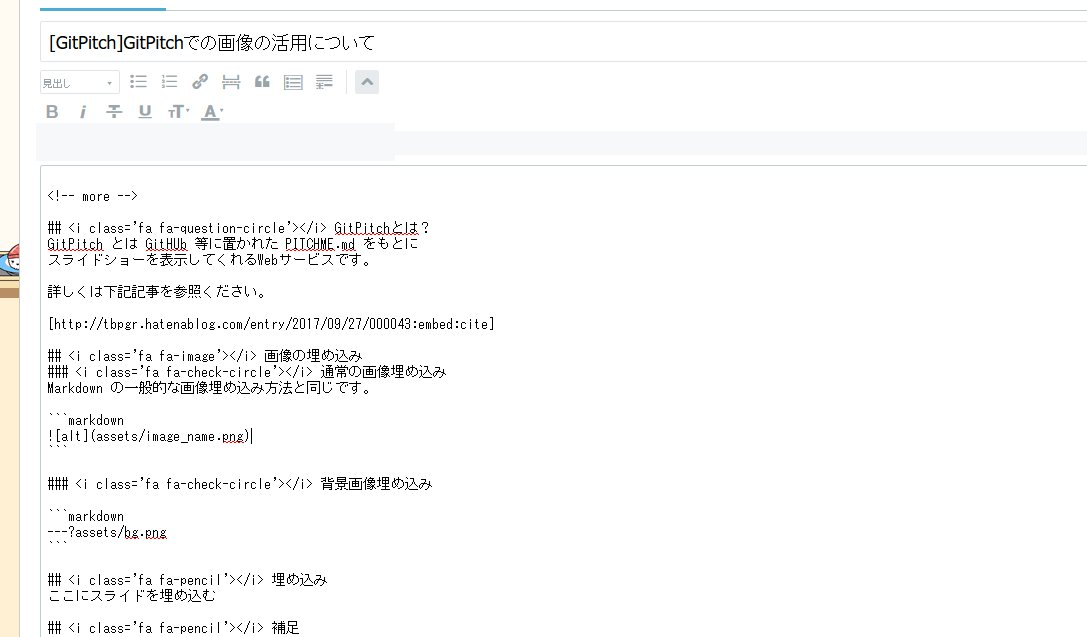 [GitPitch]GitPitchでの画像の活用について
見出し
B i T U TT A
<!-- more -->
## <i class='fa fa-question-circle'></i> GitPitchとは？
GitPitch とは GitHUb 等に置かれた PITCHME.md をもとに
スライドショーを表示してくれるWebサービスです。
詳しくは下記記事を参照ください。
[http://tbpgr.hatenablog.com/entry/2017/09/27/000043:embed:cite]
## <i class='fa fa-image'></i> 画像の埋め込み
### <i class='fa fa-check-circle'></i> 通常の画像埋め込み
Markdown の一般的な画像埋め込み方法と同じです。
```markdown
![alt](assets/image_name.png)
```
### <i class='fa fa-check-circle'></i> 背景画像埋め込み
```markdown
---?assets/bg.png
```
## <i class='fa fa-pencil'></i> 埋め込み
ここにスライドを埋め込む
## <i class='fa fa-pencil'></i> 補足